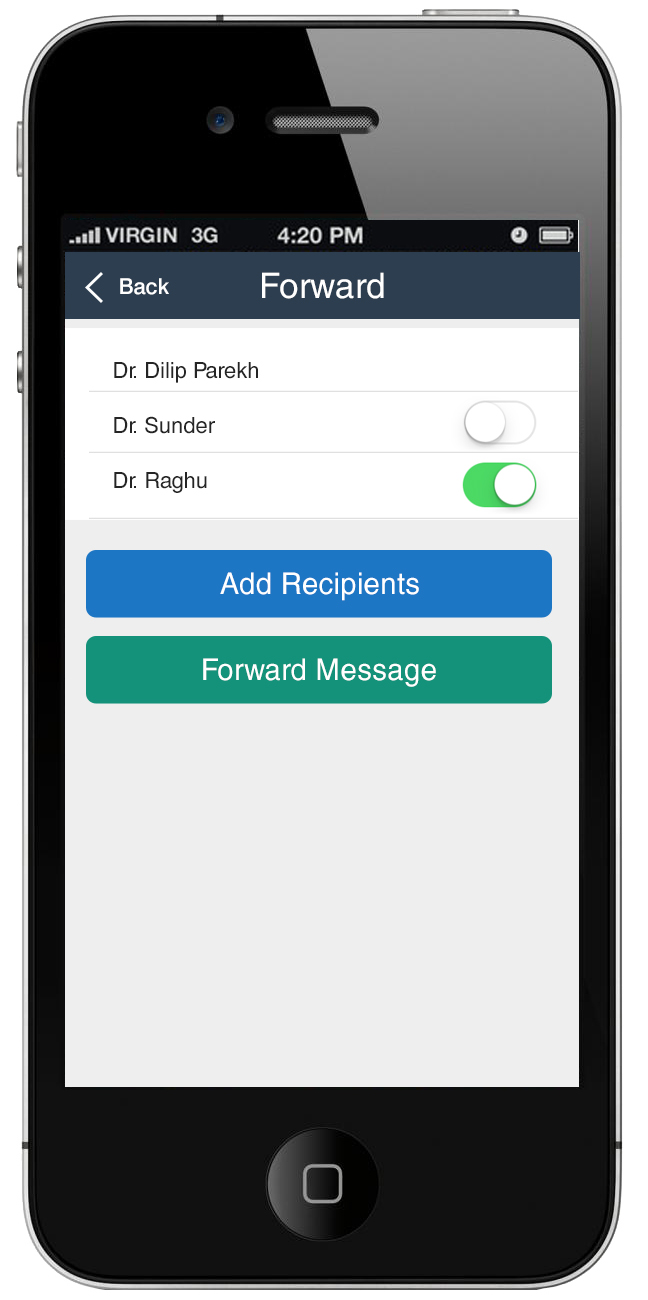 VIRGIN 3G 4:20 PM
Back Forward
Dr. Dilip Parekh
Dr. Sunder
Dr. Raghu
Add Recipients
Forward Message